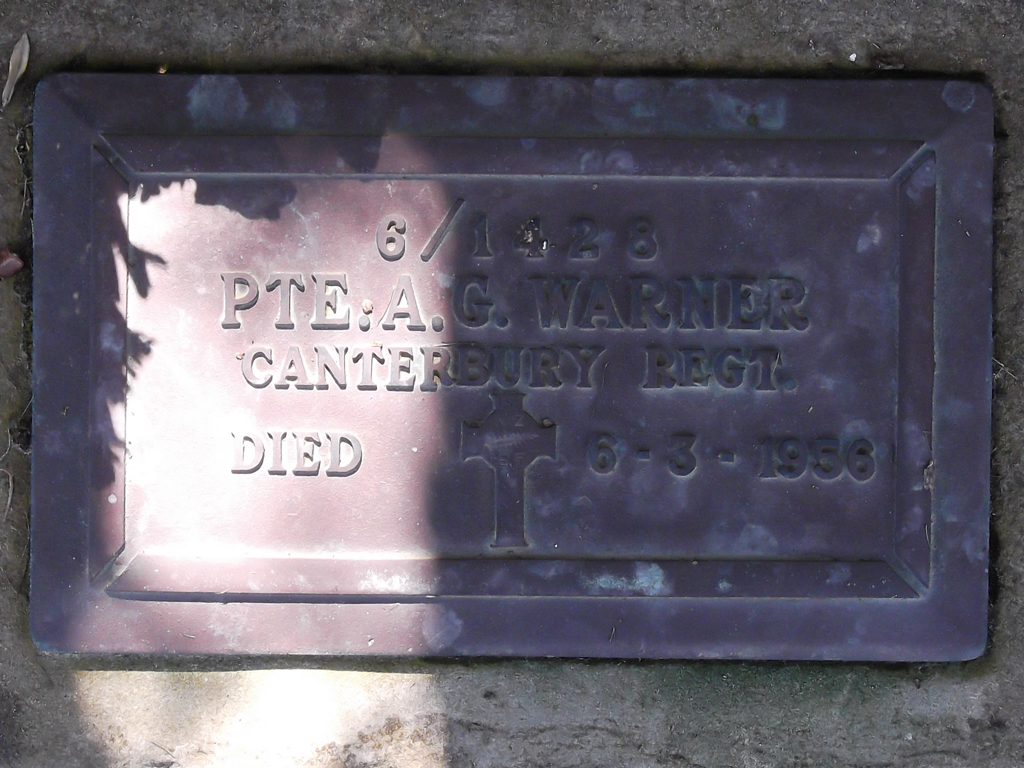 6/1428
PTE. A. G. WARNER
CANTERBURY REGT.
DIED 6-3-1956